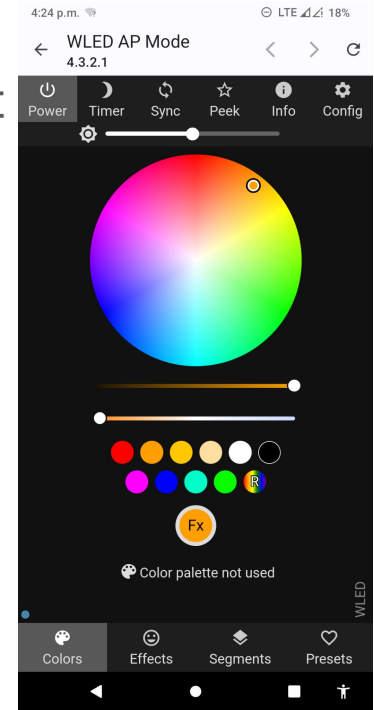 4:24 p.m. LTE 18%
WLED AP Mode
4.3.2.1
Power Timer Sync Peek Info Config
R
Fx
Color palette not used
WLED
Colors Effects Segments Presets